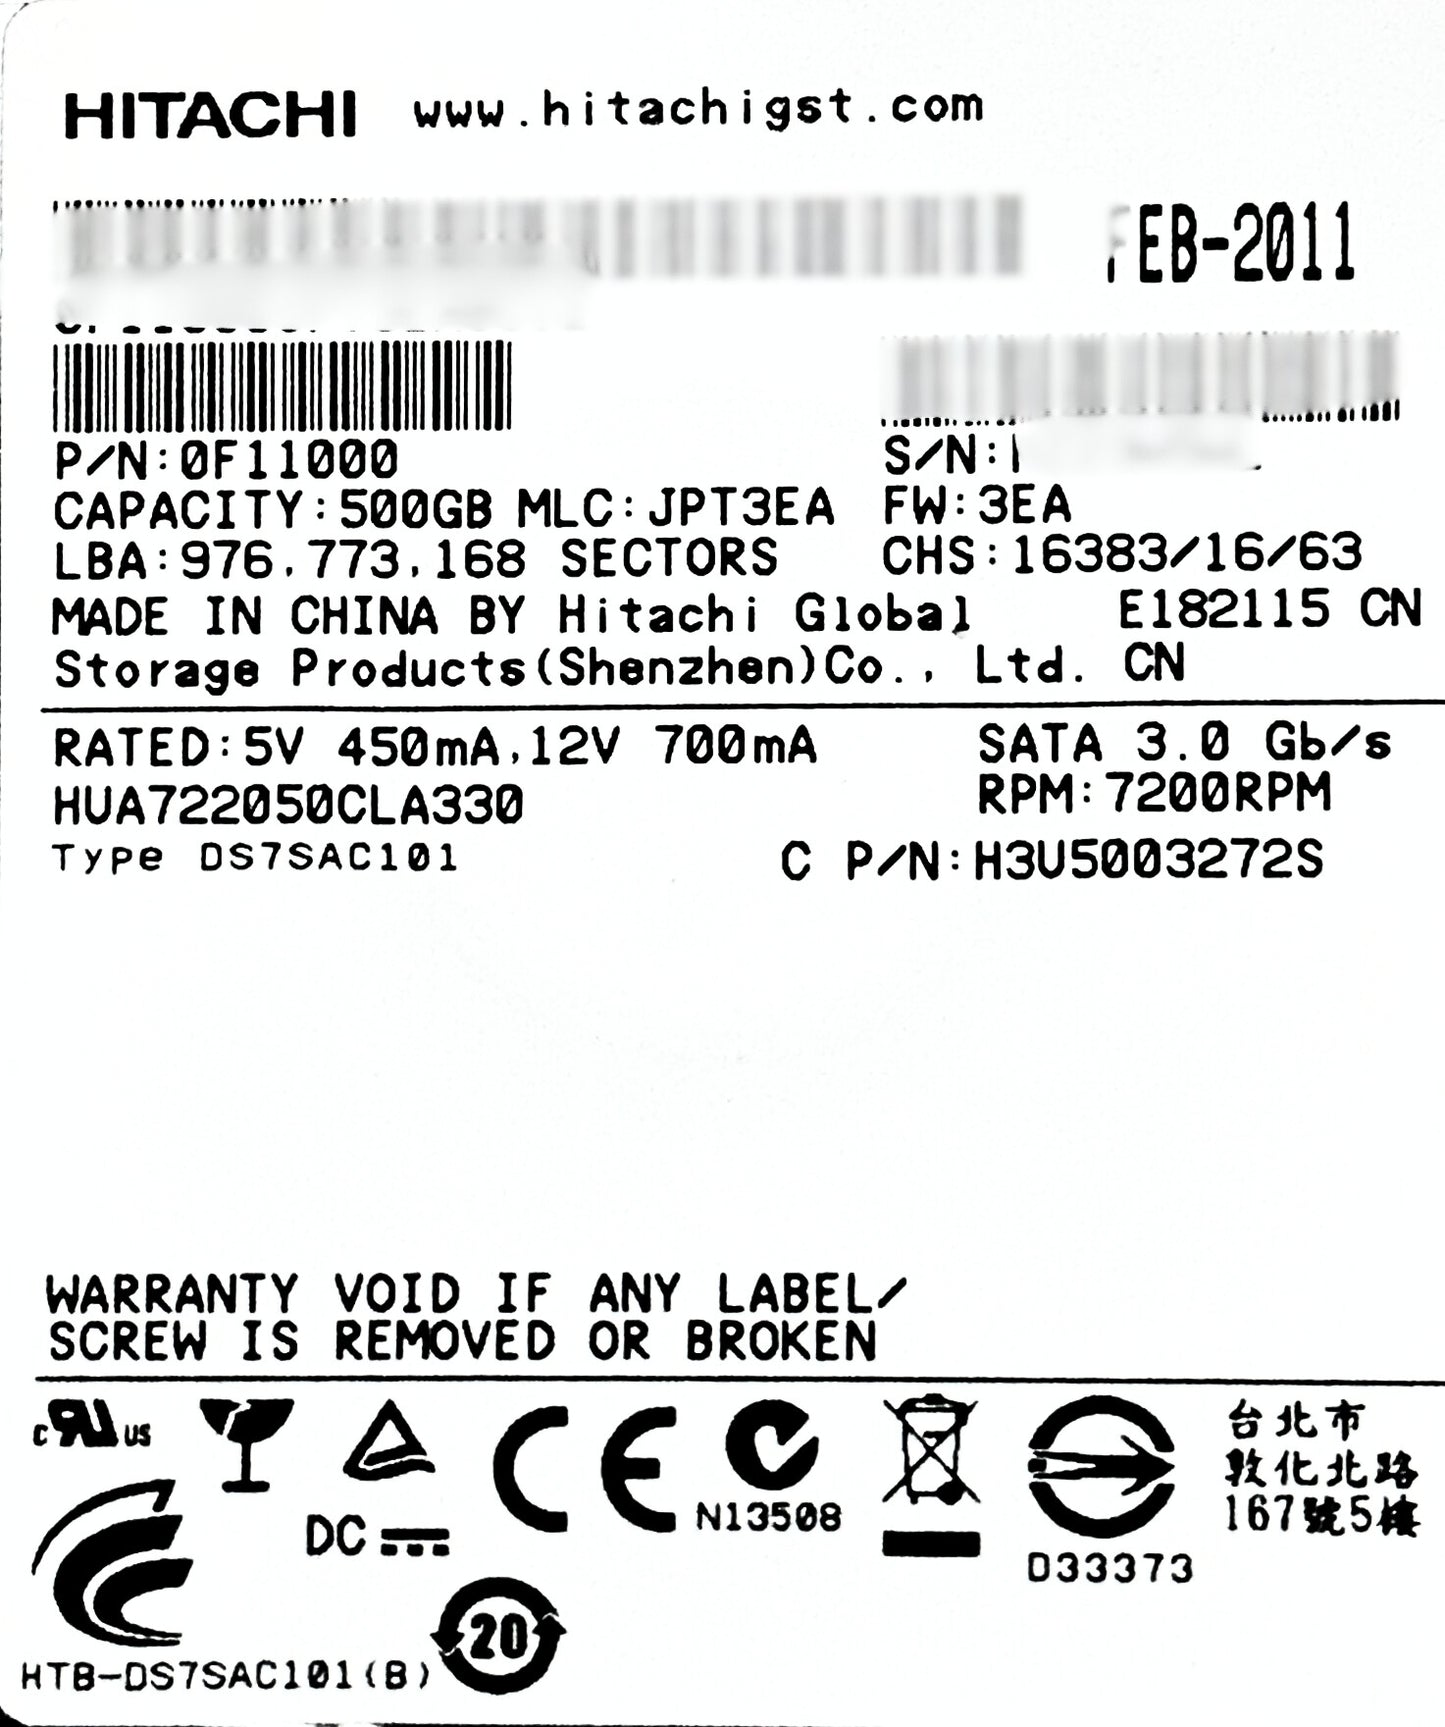 HITACHI www.hitachigst.com
FEB-2011
P/N:0F11000
S/N:
CAPACITY:500GB MLC:JPT3EA FW:3EA
LBA:976,773,168 SECTORS CHS:16383/16/63
MADE IN CHINA BY Hitachi Global E182115 CN
Storage Products(Shenzhen)Co., Ltd. CN
RATED:5V 450mA,12V 700mA SATA 3.0 Gb/s
HUA722050CLA330 RPM:7200RPM
Type DS7SAC101 C P/N:H3U5003272S
WARRANTY VOID IF ANY LABEL/
SCREW IS REMOVED OR BROKEN
c RU US
DC
CE
N13508
D33373
台北市
敦化北路
167號5樓
20
HTB-DS7SAC101(B)